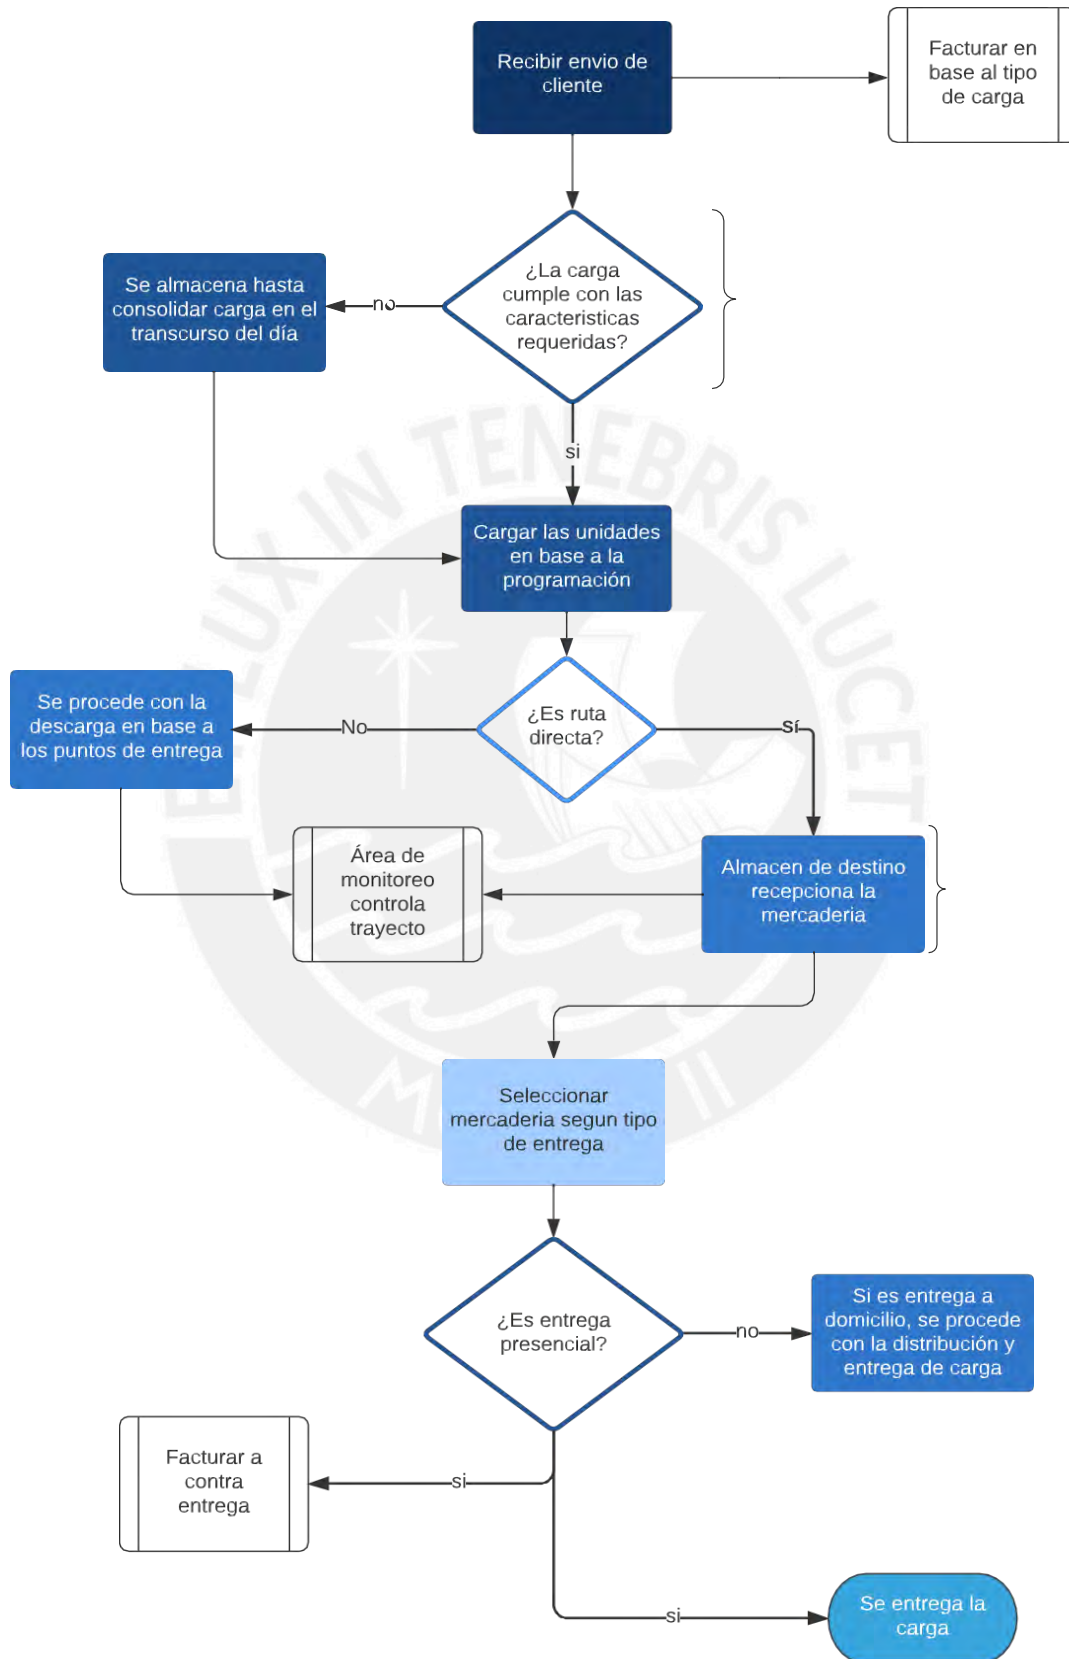 Recibir envio de
cliente
Facturar en
base al tipo
de carga
¿La carga
cumple con las
caracteristicas
requeridas?
no
Se almacena hasta
consolidar carga en el
transcurso del día
si
Cargar las unidades
en base a la
programación
¿Es ruta
directa?
No
Sí
Se procede con la
descarga en base a
los puntos de entrega
Área de
monitoreo
controla
trayecto
Almacen de destino
recepciona la
mercaderia
Seleccionar
mercaderia segun tipo
de entrega
¿Es entrega
presencial?
no
Si es entrega a
domicilio, se procede
con la distribución y
entrega de carga
Facturar a
contra
entrega
si
si
Se entrega la
carga
LUX IN TENEBRIS LUCET